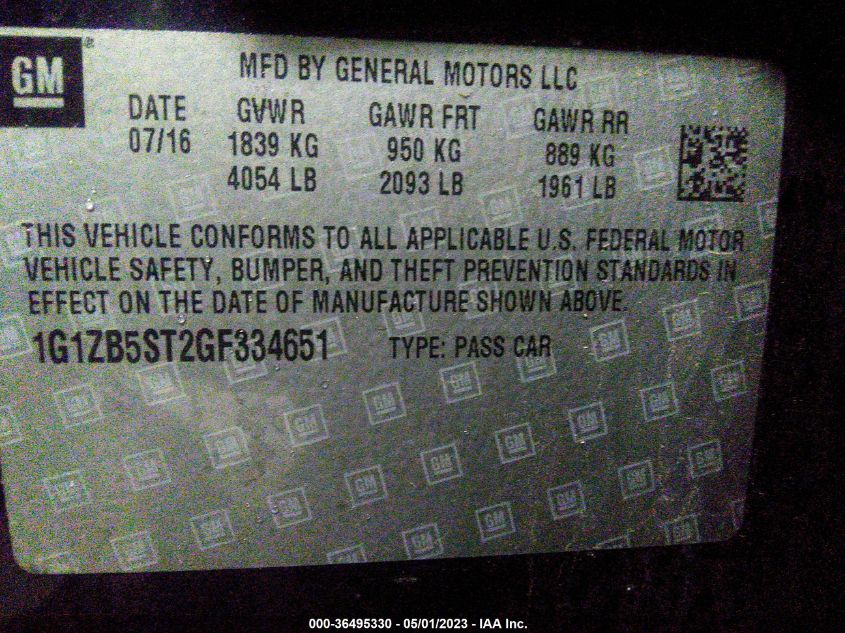 GM®
MFD BY GENERAL MOTORS LLC
DATE GVWR GAWR FRT GAWR RR
07/16 1839 KG 950 KG 889 KG
4054 LB 2093 LB 1961 LB
THIS VEHICLE CONFORMS TO ALL APPLICABLE U.S. FEDERAL MOTOR
VEHICLE SAFETY, BUMPER, AND THEFT PREVENTION STANDARDS IN
EFFECT ON THE DATE OF MANUFACTURE SHOWN ABOVE.
1G1ZB5ST2GF334651 TYPE: PASS CAR
000-36495330 - 05/01/2023 - IAA Inc.